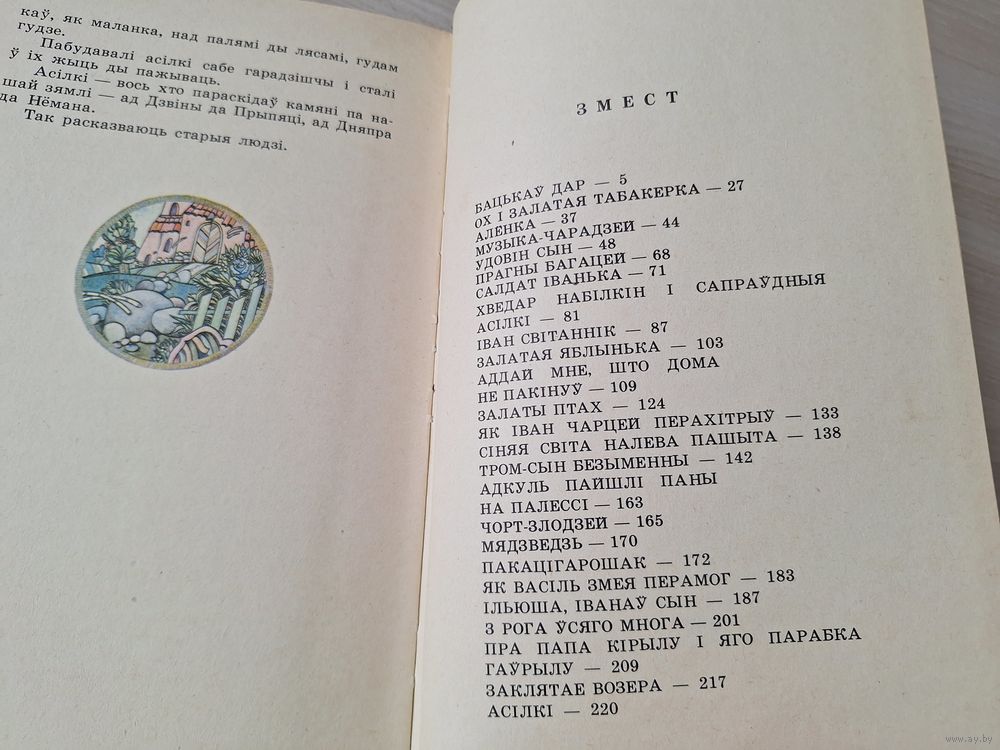 каў, як маланка, над палямі ды лясамі, гудам
гудзе.
Пабудавалі асілкі сабе гарадзішчы і сталі
ў іх жыць ды пажываць.
Асілкі — вось хто параскідаў камяні па на-
шай зямлі — ад Дзвіны да Прыпяці, ад Дняпра
да Нёмана.
Так расказваюць старыя людзі.
ЗМЕСТ
БАЦЬКАЎ ДАР — 5
ОХ І ЗАЛАТАЯ ТАБАКЕРКА — 27
АЛЁНКА — 37
МУЗЫКА-ЧАРАДЗЕЙ — 44
УДОВІН СЫН — 48
ПРАГНЫ БАГАЦЕЙ — 68
САЛДАТ ІВАНЬКА — 71
ХВЕДАР НАБІЛКІН І САПРАЎДНЫЯ
АСІЛКІ — 81
ІВАН СВІТАННІК — 87
ЗАЛАТАЯ ЯБЛЫНЬКА — 103
АДДАЙ МНЕ, ШТО ДОМА
НЕ ПАКІНУЎ — 109
ЗАЛАТЫ ПТАХ — 124
ЯК ІВАН ЧАРЦЕЙ ПЕРАХІТРЫЎ — 133
СІНЯЯ СВІТА НАЛЕВА ПАШЫТА — 138
ТРОМ-СЫН БЕЗЫМЕННЫ — 142
АДКУЛЬ ПАЙШЛІ ПАНЫ
НА ПАЛЕССІ — 163
ЧОРТ-ЗЛОДЗЕЙ — 165
МЯДЗВЕДЗЬ — 170
ПАКАЦІГАРОШАК — 172
ЯК ВАСІЛЬ ЗМЕЯ ПЕРАМОГ — 183
ІЛЬЮША, ІВАНАЎ СЫН — 187
З РОГА ЎСЯГО МНОГА — 201
ПРА ПАПА КІРЫЛУ І ЯГО ПАРАБКА
ГАЎРЫЛУ — 209
ЗАКЛЯТАЕ ВОЗЕРА — 217
АСІЛКІ — 220
www.ay.by